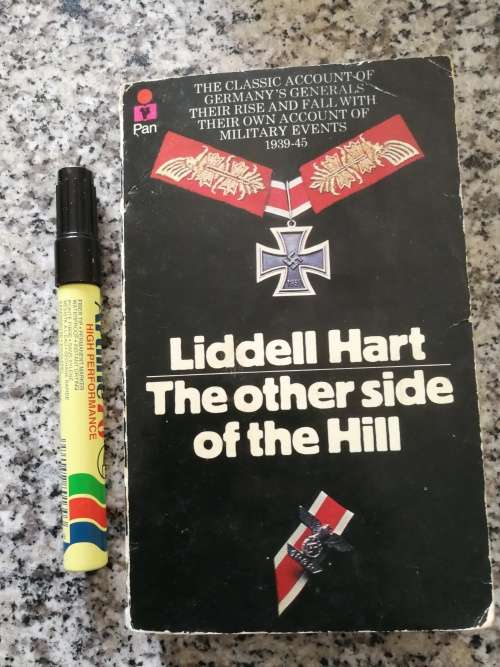 THE CLASSIC ACCOUNT OF
GERMANY'S GENERALS
THEIR RISE AND FALL WITH
THEIR OWN ACCOUNT OF
MILITARY EVENTS
1939-45
Pan
Liddell Hart
The other side
of the Hill
HIGH PERFORMANCE